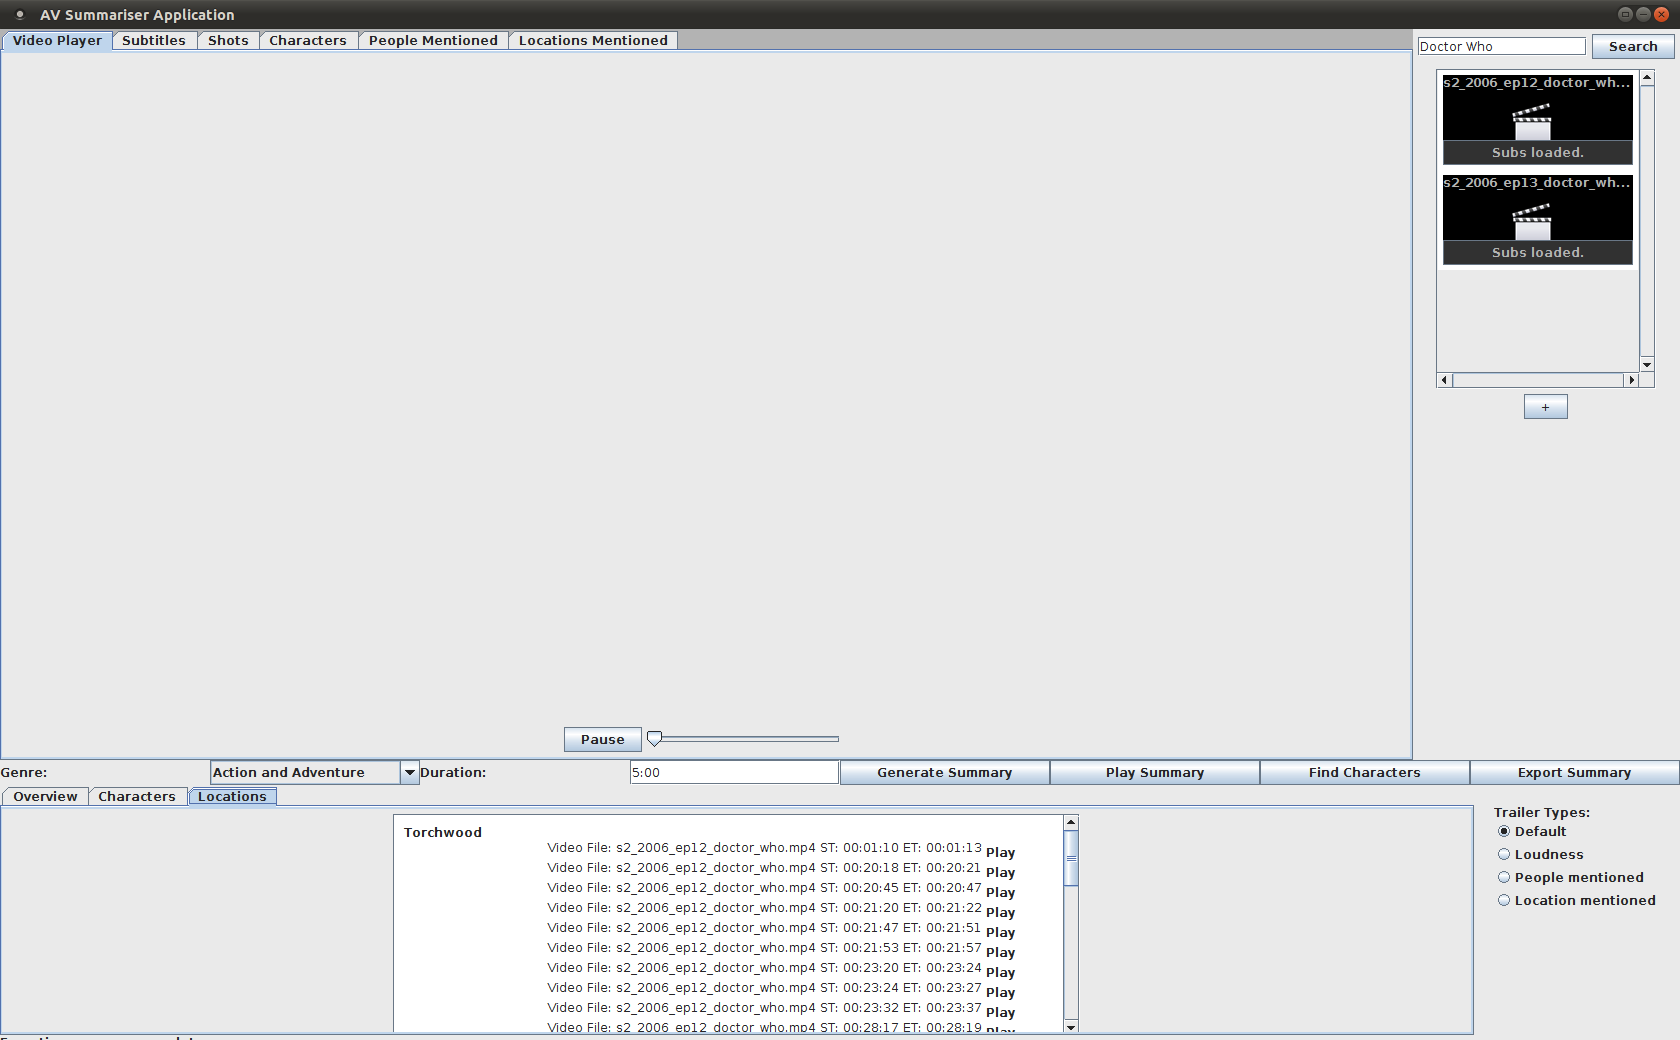 AV Summariser Application
Video Player Subtitles Shots Characters People Mentioned Locations Mentioned
Doctor Who Search
s2_2006_ep12_doctor_wh...
Subs loaded.
s2_2006_ep13_doctor_wh...
Subs loaded.
+
Pause
Genre: Action and Adventure Duration: 5:00 Generate Summary Play Summary Find Characters Export Summary
Overview Characters Locations
Torchwood
Video File: s2_2006_ep12_doctor_who.mp4 ST: 00:01:10 ET: 00:01:13 Play
Video File: s2_2006_ep12_doctor_who.mp4 ST: 00:20:18 ET: 00:20:21 Play
Video File: s2_2006_ep12_doctor_who.mp4 ST: 00:20:45 ET: 00:20:47 Play
Video File: s2_2006_ep12_doctor_who.mp4 ST: 00:21:20 ET: 00:21:22 Play
Video File: s2_2006_ep12_doctor_who.mp4 ST: 00:21:47 ET: 00:21:51 Play
Video File: s2_2006_ep12_doctor_who.mp4 ST: 00:21:53 ET: 00:21:57 Play
Video File: s2_2006_ep12_doctor_who.mp4 ST: 00:23:20 ET: 00:23:24 Play
Video File: s2_2006_ep12_doctor_who.mp4 ST: 00:23:24 ET: 00:23:27 Play
Video File: s2_2006_ep12_doctor_who.mp4 ST: 00:23:32 ET: 00:23:37 Play
Video File: s2_2006_ep12_doctor_who.mp4 ST: 00:28:17 ET: 00:28:19 Play
Trailer Types:
Default
Loudness
People mentioned
Location mentioned